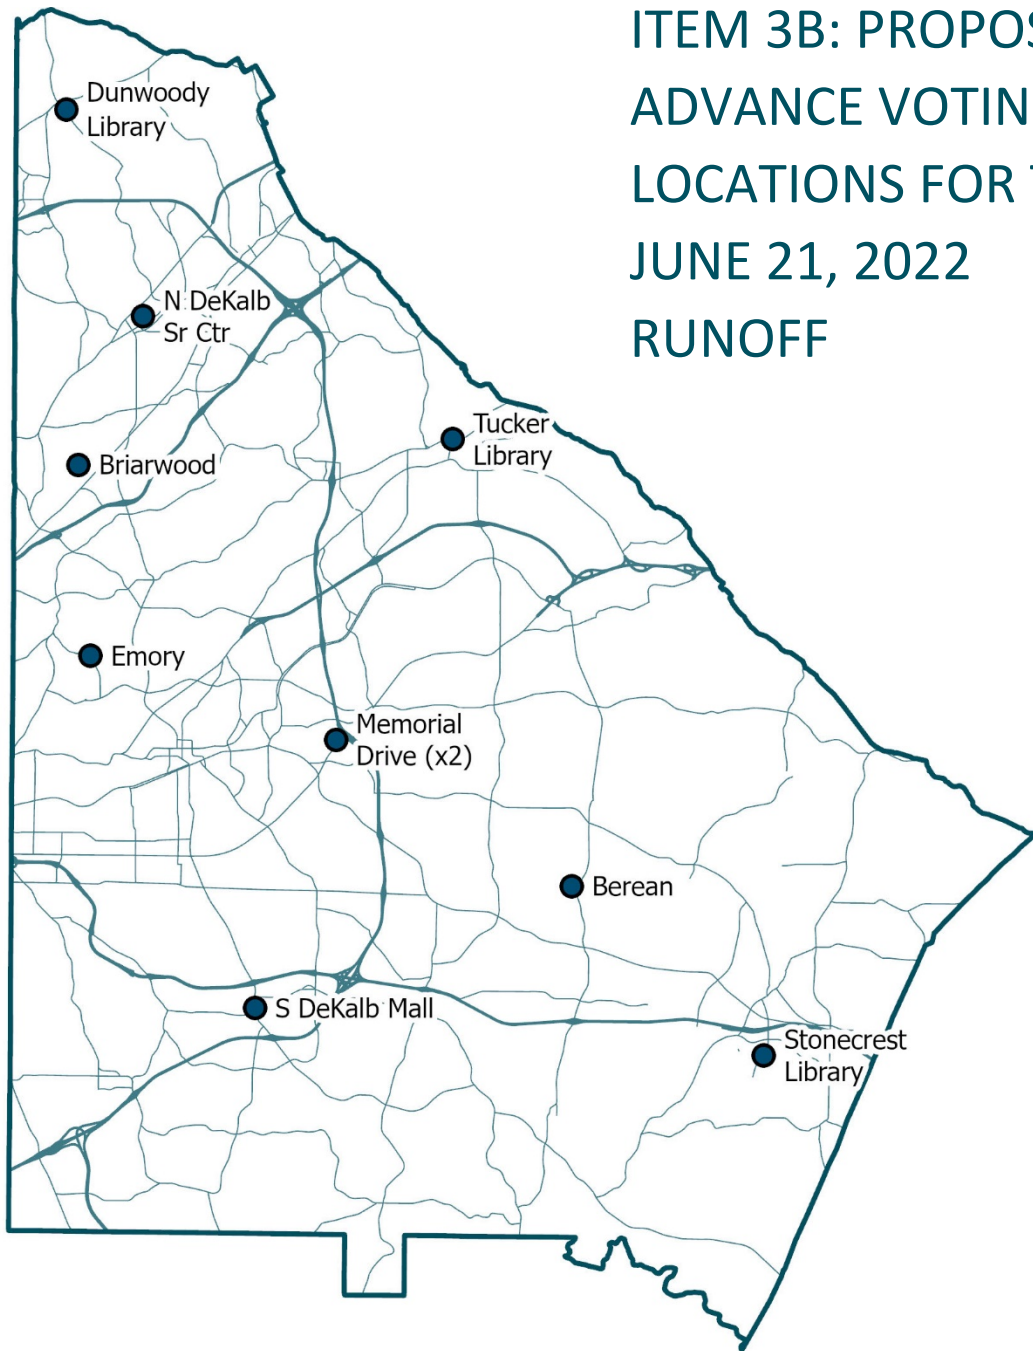 ITEM 3B: PROPOS
ADVANCE VOTIN
LOCATIONS FOR T
JUNE 21, 2022
RUNOFF
Dunwoody
Library
N DeKalb
Sr Ctr
Tucker
Library
Briarwood
Emory
Memorial
Drive (x2)
Berean
S DeKalb Mall
Stonecrest
Library